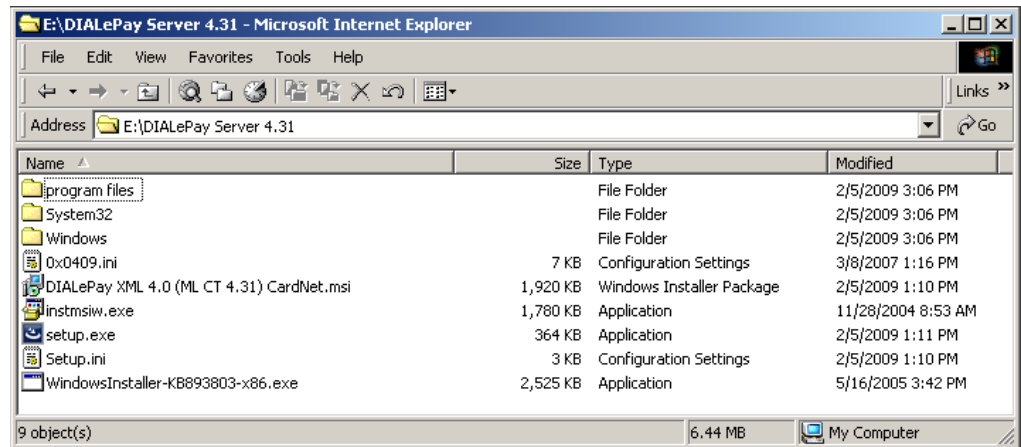 E:\DIALePay Server 4.31 - Microsoft Internet Explorer
File Edit View Favorites Tools Help
Links »
Address E:\DIALePay Server 4.31 Go
Name Size Type Modified
program files File Folder 2/5/2009 3:06 PM
System32 File Folder 2/5/2009 3:06 PM
Windows File Folder 2/5/2009 3:06 PM
0x0409.ini 7 KB Configuration Settings 3/8/2007 1:16 PM
DIALePay XML 4.0 (ML CT 4.31) CardNet.msi 1,920 KB Windows Installer Package 2/5/2009 1:10 PM
instmsiw.exe 1,780 KB Application 11/28/2004 8:53 AM
setup.exe 364 KB Application 2/5/2009 1:11 PM
Setup.ini 3 KB Configuration Settings 2/5/2009 1:10 PM
WindowsInstaller-KB893803-x86.exe 2,525 KB Application 5/16/2005 3:42 PM
9 object(s) 6.44 MB My Computer